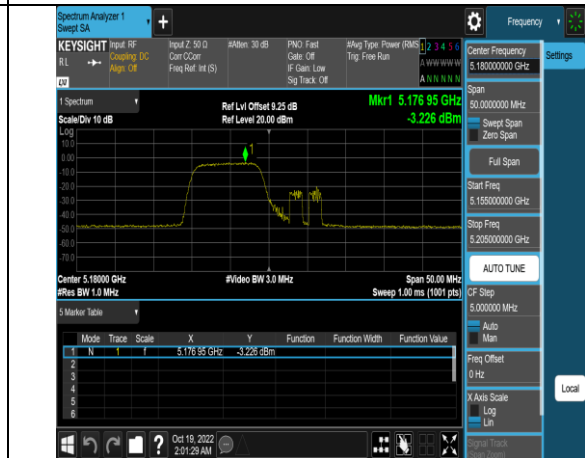 Spectrum Analyzer 1
Swept SA
Frequency
KEYSIGHT
RL
LXI
Input: RF
Coupling: DC
Align: Off
Input Z: 50 Ω
Corr CCorr
Freq Ref: Int (S)
#Atten: 30 dB
PNO: Fast
Gate: Off
IF Gain: Low
Sig Track: Off
#Avg Type: Power (RMS
Trig: Free Run
1 2 3 4 5 6
A W W W W W
A N N N N N
Center Frequency
5.180000000 GHz
Settings
Span
50.0000000 MHz
Swept Span
Zero Span
Full Span
Start Freq
5.155000000 GHz
Stop Freq
5.205000000 GHz
AUTO TUNE
CF Step
5.000000 MHz
Auto
Man
Freq Offset
0 Hz
X Axis Scale
Log
Lin
Signal Track
(Span Zoom)
Local
1 Spectrum
Scale/Div 10 dB
Ref Lvl Offset 9.25 dB
Ref Level 20.00 dBm
Mkr1 5.176 95 GHz
-3.226 dBm
Log
10.0
0.00
-10.0
-20.0
-30.0
-40.0
-50.0
-60.0
-70.0
1
Center 5.18000 GHz
#Res BW 1.0 MHz
#Video BW 3.0 MHz
Span 50.00 MHz
Sweep 1.00 ms (1001 pts)
5 Marker Table
Mode Trace Scale X Y Function Function Width Function Value
1 N 1 f 5.176 95 GHz -3.226 dBm
2
3
4
5
6
?
Oct 19, 2022
2:01:29 AM